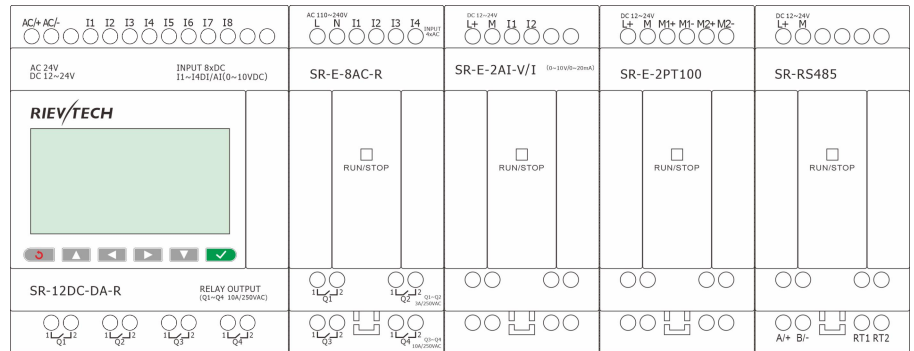 AC/+ AC/- I1 I2 I3 I4 I5 I6 I7 I8
AC 24V
DC 12~24V
INPUT 8xDC
I1~I4DI/AI(0~10VDC)
RIEVTECH
SR-12DC-DA-R
RELAY OUTPUT
(Q1~Q4 10A/250VAC)
1 2 1 2 1 2 1 2
Q1 Q2 Q3 Q4
AC 110~240V
L N I1 I2 I3 I4
INPUT
4xAC
SR-E-8AC-R
RUN/STOP
1 2 1 2
Q1 Q2
Q1~Q2
3A/250VAC
1 2 1 2
Q3 Q4
Q3~Q4
10A/250VAC
DC 12~24V
L+ M I1 I2
SR-E-2AI-V/I (0~10V/0~20mA)
RUN/STOP
DC 12~24V
L+ M M1+ M1- M2+ M2-
SR-E-2PT100
RUN/STOP
DC 12~24V
L+ M
SR-RS485
RUN/STOP
A/+ B/- RT1 RT2